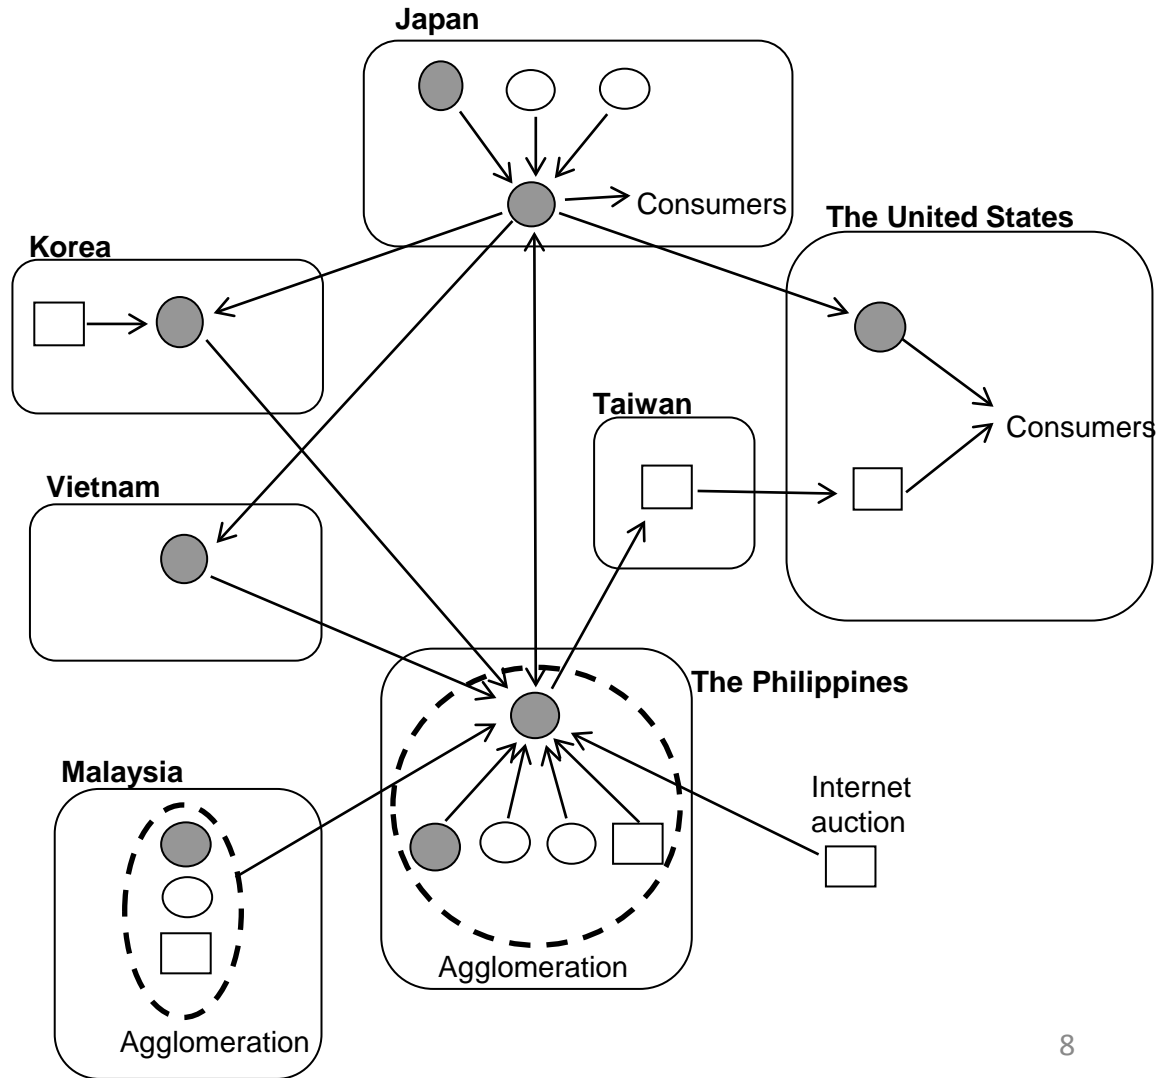 Japan
Consumers
The United States
Korea
Taiwan
Consumers
Vietnam
The Philippines
Malaysia
Internet
auction
Agglomeration
Agglomeration
8